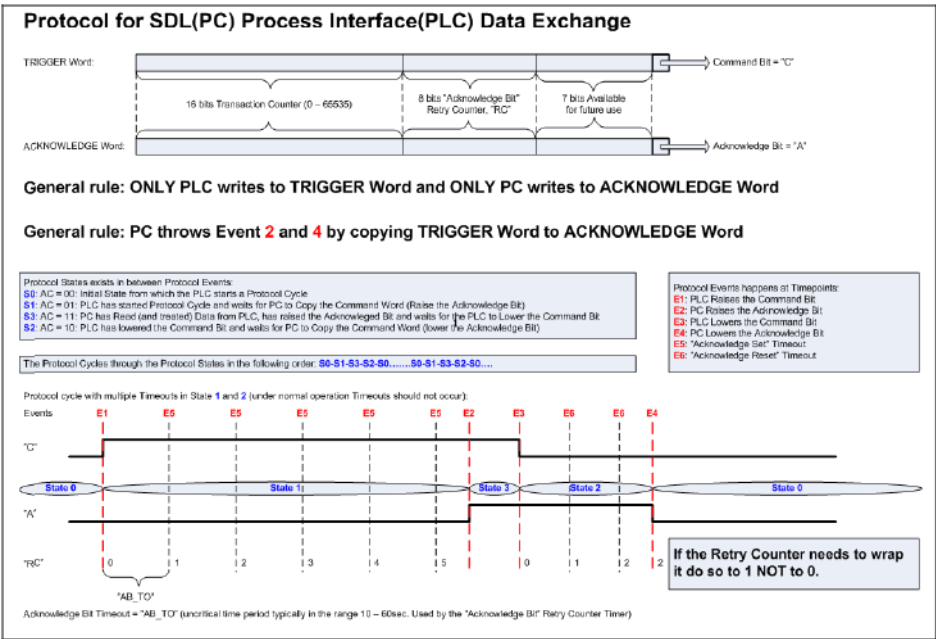 Protocol for SDL(PC) Process Interface(PLC) Data Exchange
TRIGGER Word:
Command Bit = "C"
16 bits Transaction Counter (0 – 65535)
8 bits "Acknowledge Bit"
Retry Counter, "RC"
7 bits Available
for future use
ACKNOWLEDGE Word:
Acknowledge Bit = "A"
General rule: ONLY PLC writes to TRIGGER Word and ONLY PC writes to ACKNOWLEDGE Word
General rule: PC throws Event 2 and 4 by copying TRIGGER Word to ACKNOWLEDGE Word
Protocol States exists in between Protocol Events:
S0: AC = 00: Initial State from which the PLC starts a Protocol Cycle
S1: AC = 01: PLC has started Protocol Cycle and waits for PC to Copy the Command Word (Raise the Acknowledge Bit)
S3: AC = 11: PC has Read (and treated) Data from PLC, has raised the Acknowleged Bit and waits for the PLC to Lower the Command Bit
S2: AC = 10: PLC has lowered the Command Bit and waits for PC to Copy the Command Word (lower the Acknowledge Bit)
Protocol Events happens at Timepoints:
E1: PLC Raises the Command Bit
E2: PC Raises the Acknowledge Bit
E3: PLC Lowers the Command Bit
E4: PC Lowers the Acknowledge Bit
E5: "Acknowledge Set" Timeout
E6: "Acknowledge Reset" Timeout
The Protocol Cycles through the Protocol States in the following order: S0-S1-S3-S2-S0.......S0-S1-S3-S2-S0....
Protocol cycle with multiple Timeouts in State 1 and 2 (under normal operation Timeouts should not occur):
Events E1 E5 E5 E5 E5 E5 E2 E3 E6 E6 E4
"C"
State 0 State 1 State 3 State 2 State 0
"A"
"RC" 0 1 2 3 4 5 0 1 2 2
"AB_TO"
If the Retry Counter needs to wrap
it do so to 1 NOT to 0.
Acknowledge Bit Timeout = "AB_TO" (uncritical time period typically in the range 10 – 60sec. Used by the "Acknowledge Bit" Retry Counter Timer)